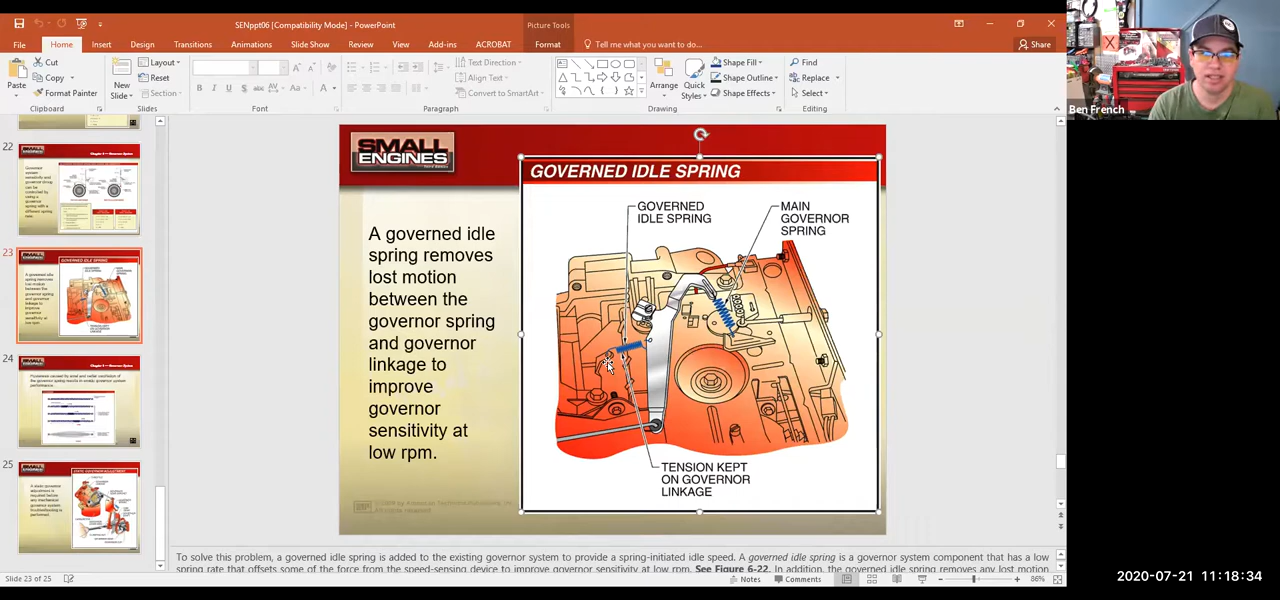 SENppt06 [Compatibility Mode] - PowerPoint
Picture Tools
File Home Insert Design Transitions Animations Slide Show Review View Add-ins ACROBAT Format Tell me what you want to do... Share
Paste
Cut
Copy
Format Painter
Clipboard
New Slide
Layout
Reset
Section
Slides
Font
Text Direction
Align Text
Convert to SmartArt
Paragraph
Arrange
Quick Styles
Shape Fill
Shape Outline
Shape Effects
Drawing
Find
Replace
Select
Editing
Ben French
22
23
24
25
SMALL
ENGINES
GOVERNED IDLE SPRING
GOVERNED
IDLE SPRING
MAIN
GOVERNOR
SPRING
A governed idle
spring removes
lost motion
between the
governor spring
and governor
linkage to
improve
governor
sensitivity at
low rpm.
TENSION KEPT
ON GOVERNOR
LINKAGE
To solve this problem, a governed idle spring is added to the existing governor system to provide a spring-initiated idle speed. A governed idle spring is a governor system component that has a low
spring rate that offsets some of the force from the speed-sensing device to improve governor sensitivity at low rpm. See Figure 6-22. In addition, the governed idle spring removes any lost motion
Slide 23 of 25
Notes
Comments
86%
2020-07-21 11:18:34